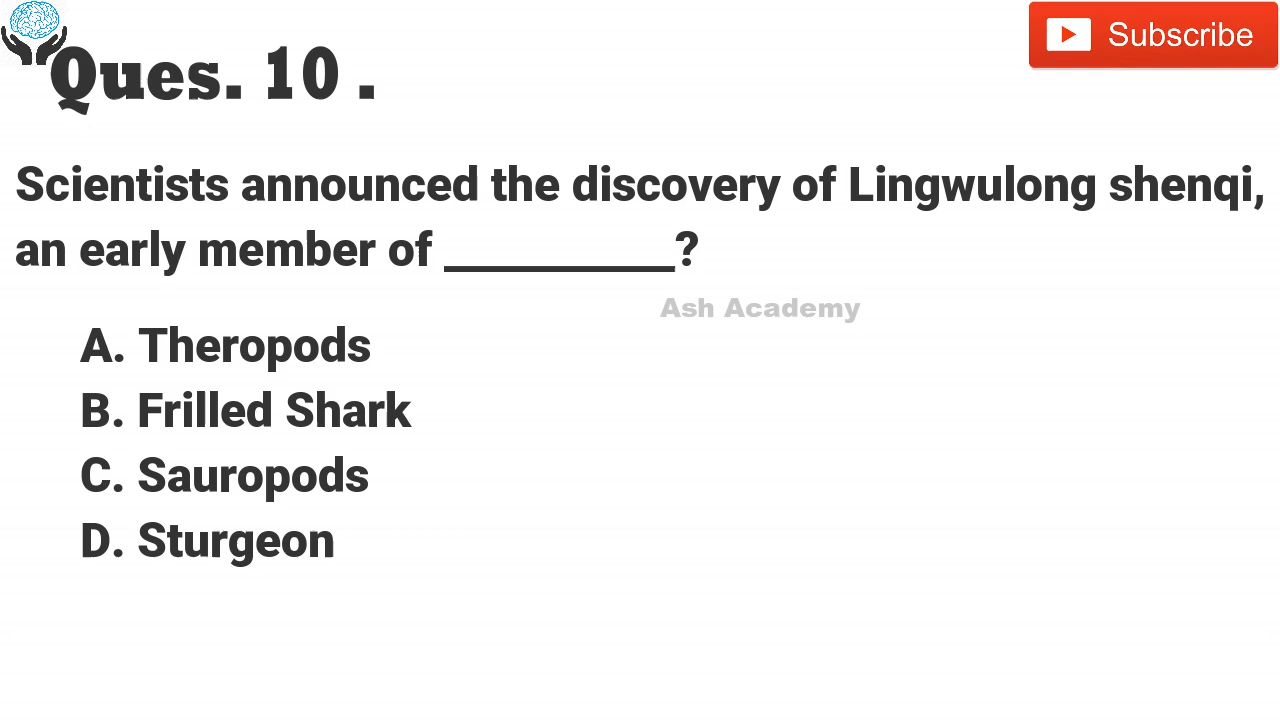 Subscribe
Ques. 10 .
Scientists announced the discovery of Lingwulong shenqi,
an early member of __________?
Ash Academy
A. Theropods
B. Frilled Shark
C. Sauropods
D. Sturgeon